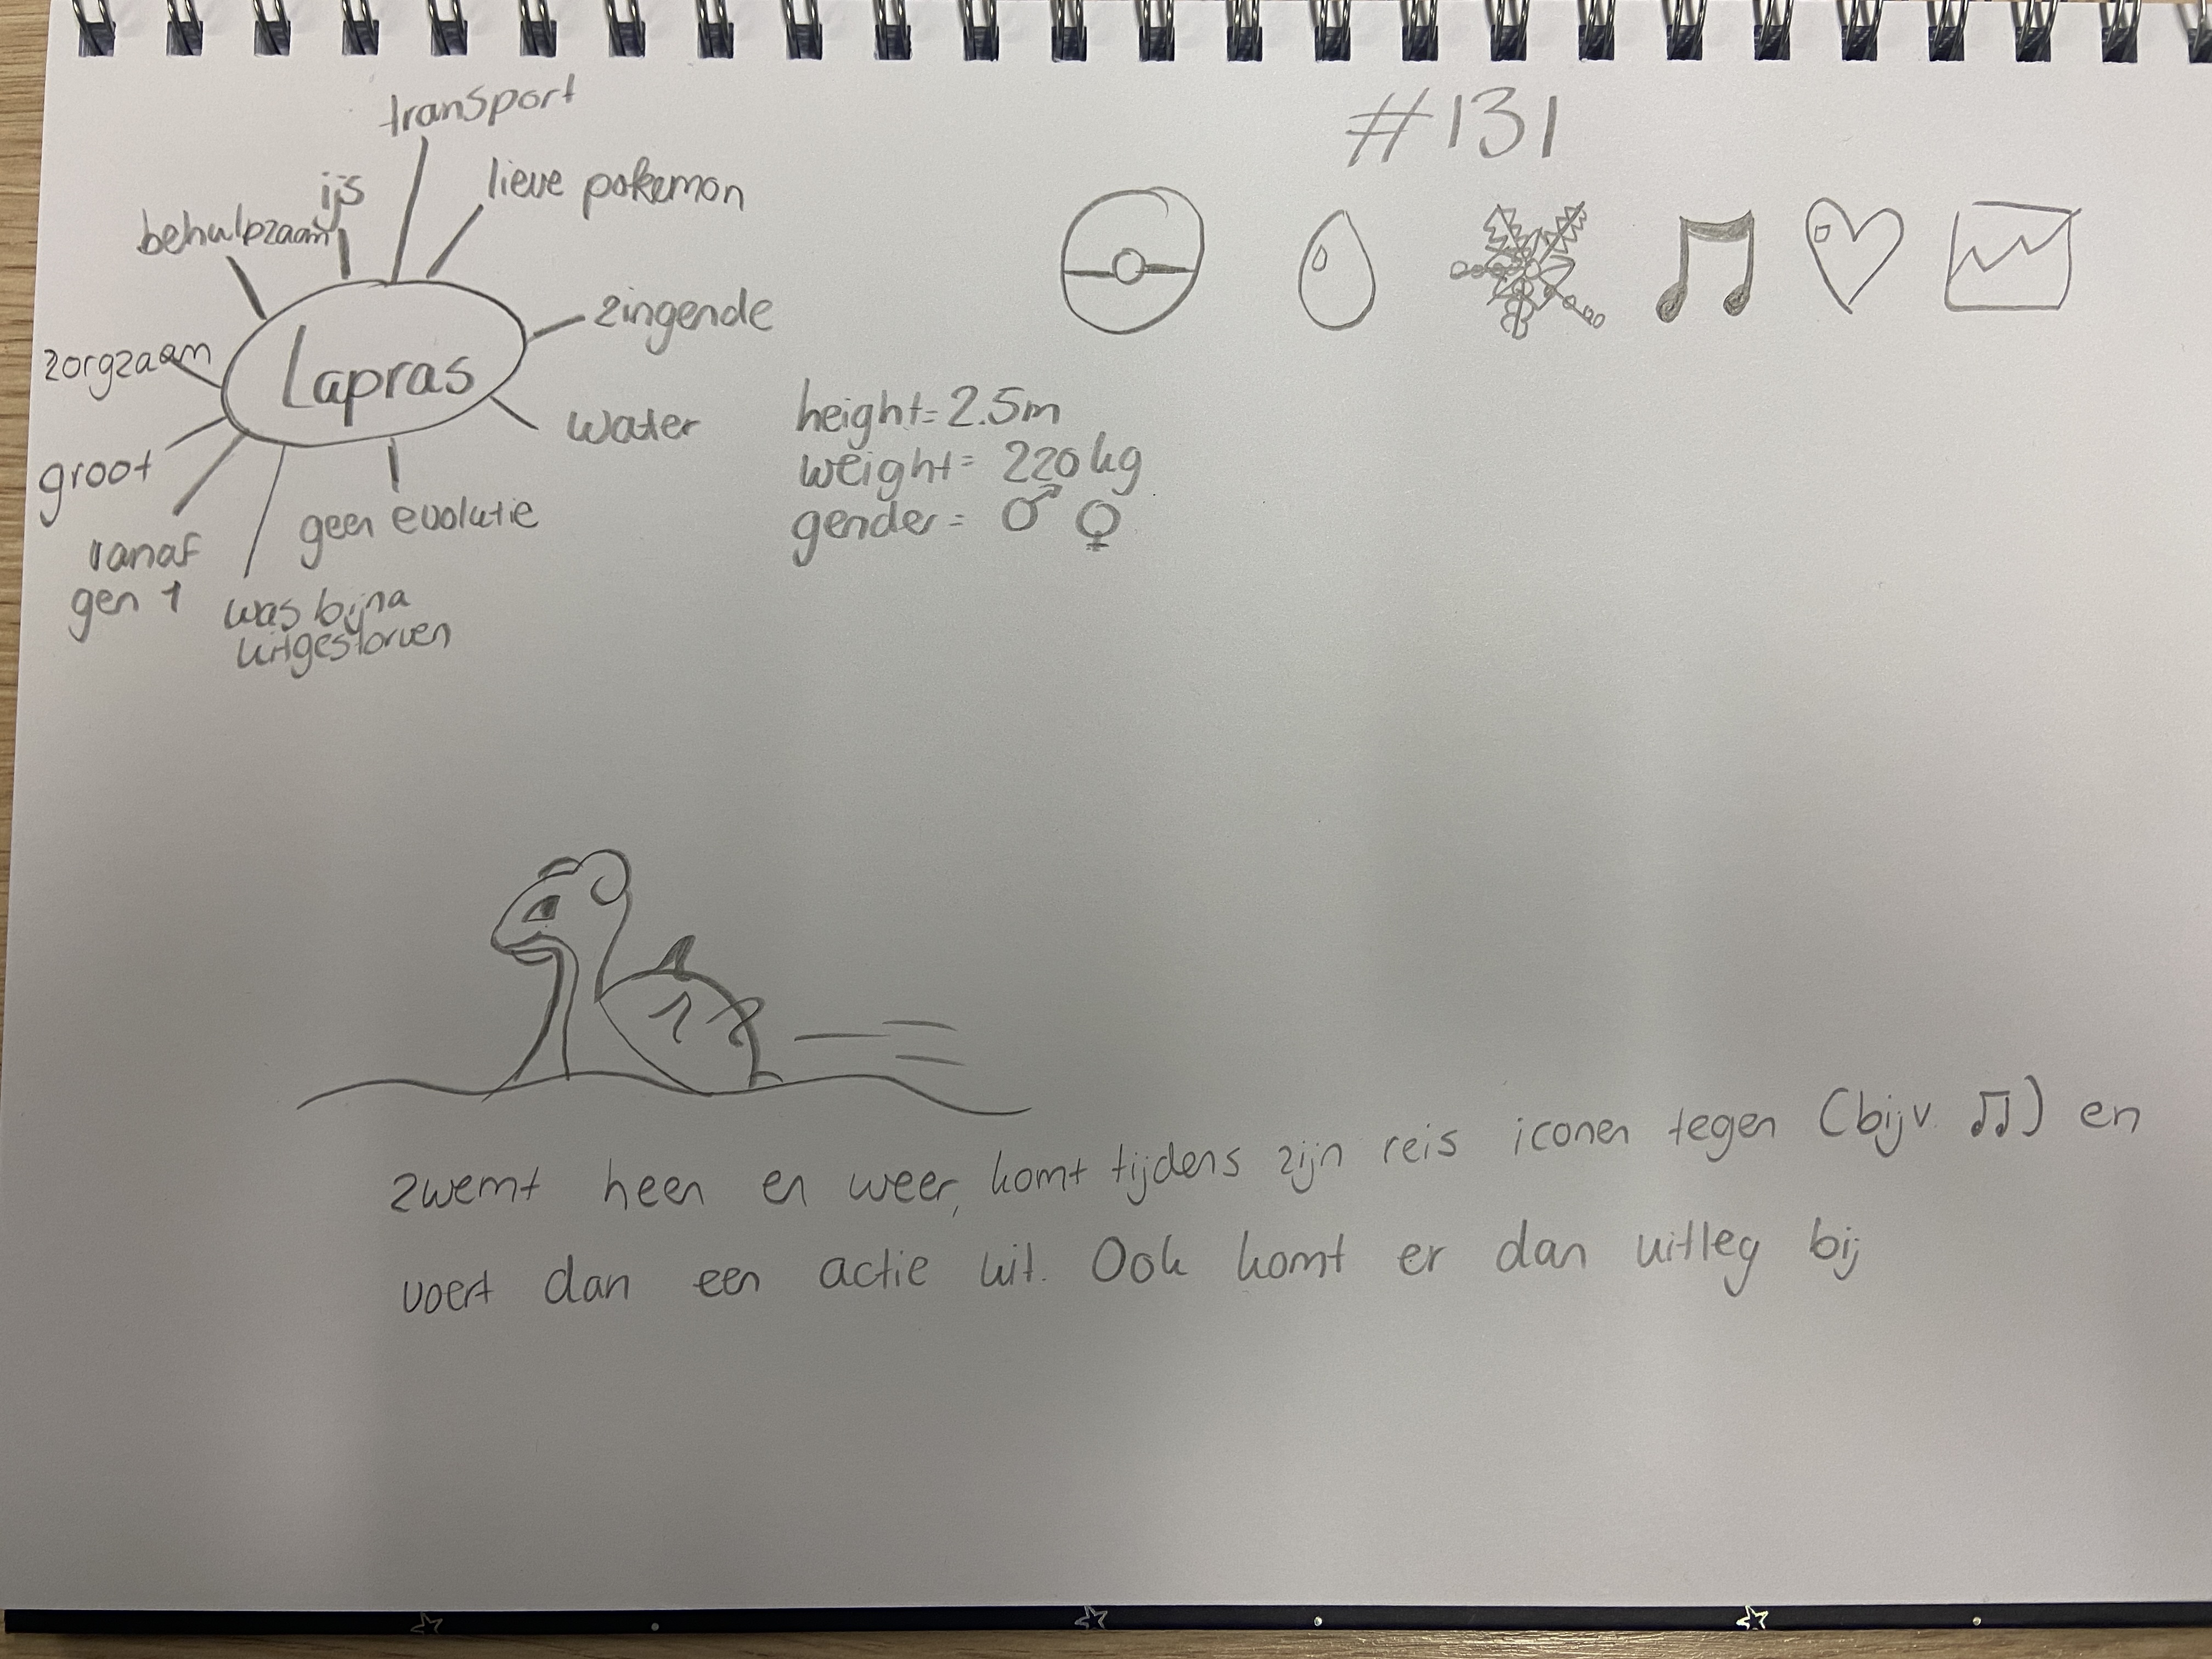 transport
#131
ijs
lieve pokemon
behulpzaam
zingende
zorgzaam
Lapras
water
height= 2.5m
weight= 220kg
gender= ♂ ♀
groot
geen evolutie
vanaf
gen 1
was bijna
uitgestorven
zwemt heen en weer, komt tijdens zijn reis iconen tegen (bijv. ♫) en
voert dan een actie uit. Ook komt er dan uitleg bij